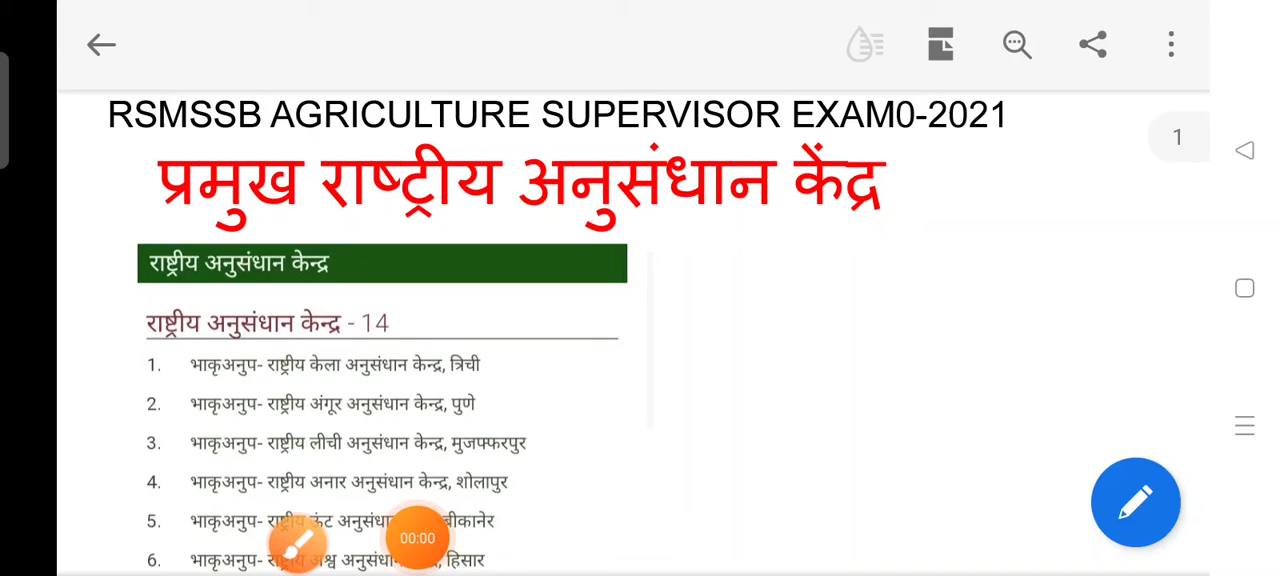 RSMSSB AGRICULTURE SUPERVISOR EXAM0-2021
1
प्रमुख राष्ट्रीय अनुसंधान केंद्र
राष्ट्रीय अनुसंधान केन्द्र
राष्ट्रीय अनुसंधान केन्द्र - 14
1. भाकृअनुप- राष्ट्रीय केला अनुसंधान केन्द्र, त्रिची
2. भाकृअनुप- राष्ट्रीय अंगूर अनुसंधान केन्द्र, पुणे
3. भाकृअनुप- राष्ट्रीय लीची अनुसंधान केन्द्र, मुजफ्फरपुर
4. भाकृअनुप- राष्ट्रीय अनार अनुसंधान केन्द्र, शोलापुर
5. भाकृअनुप- राष्ट्रीय ऊंट बीकानेर
00:00
6. भाकृअनुप- राष्ट्रीय अश्व हिसार